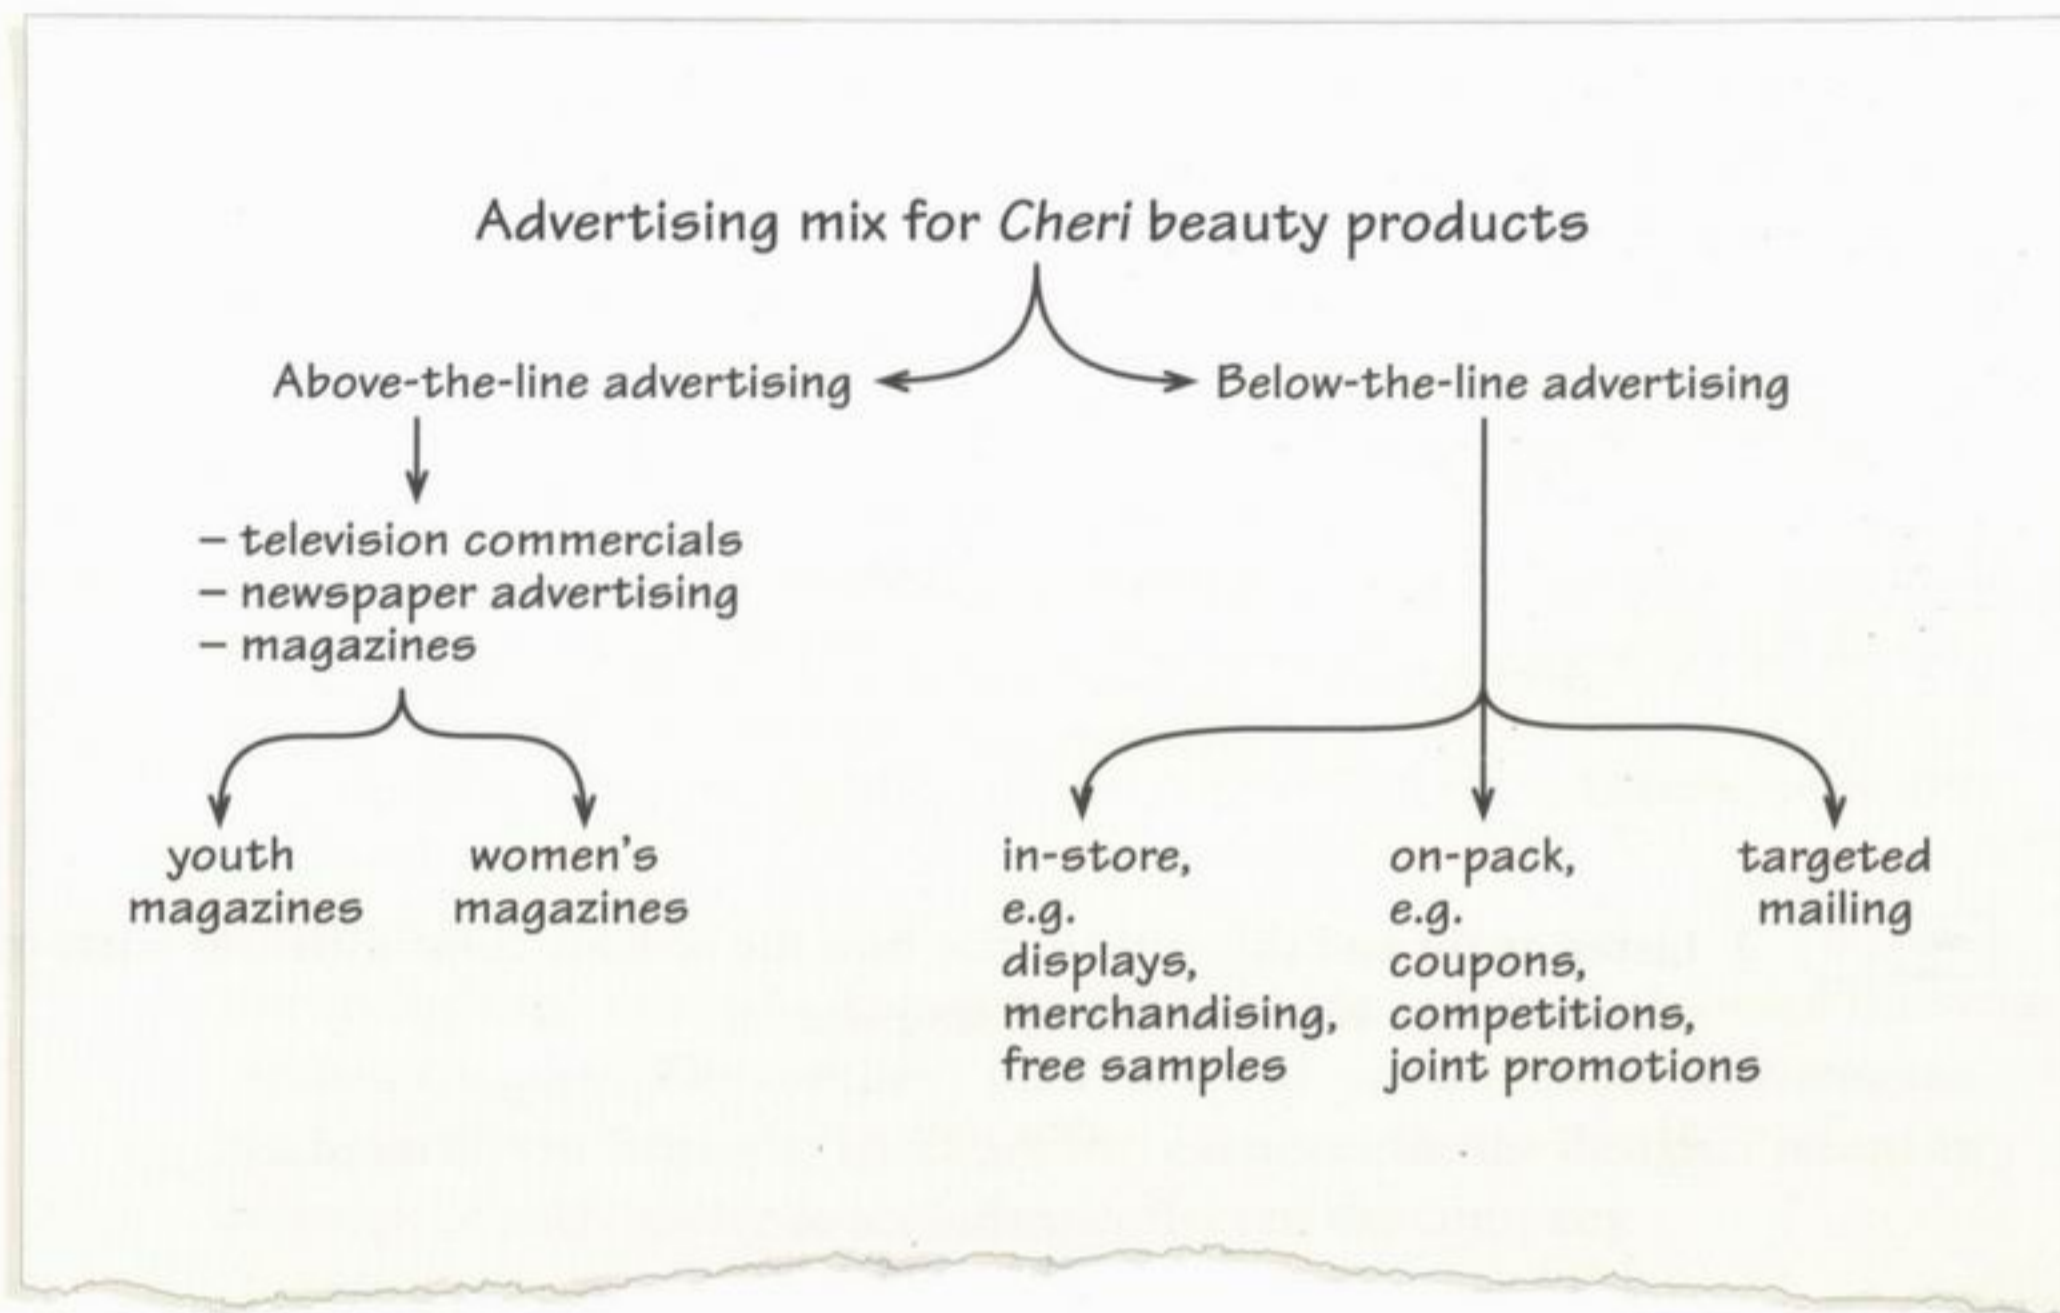 Advertising mix for Cheri beauty products
Above-the-line advertising
Below-the-line advertising
– television commercials
– newspaper advertising
– magazines
youth
magazines
women's
magazines
in-store,
e.g.
displays,
merchandising,
free samples
on-pack,
e.g.
coupons,
competitions,
joint promotions
targeted
mailing